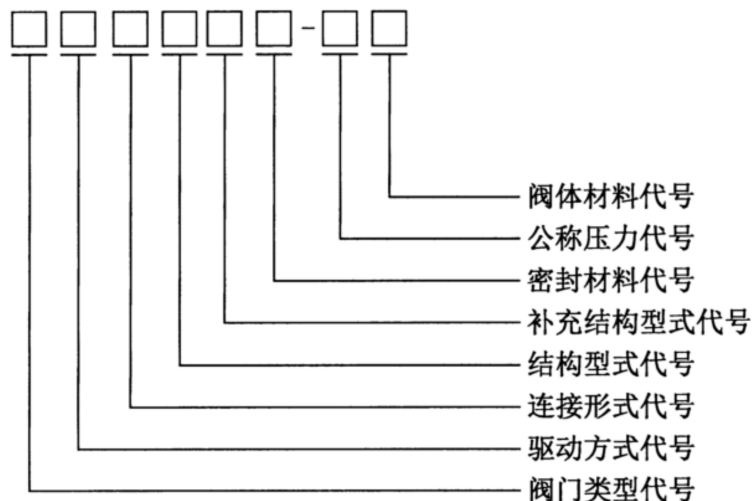 阀体材料代号
公称压力代号
密封材料代号
补充结构型式代号
结构型式代号
连接形式代号
驱动方式代号
阀门类型代号